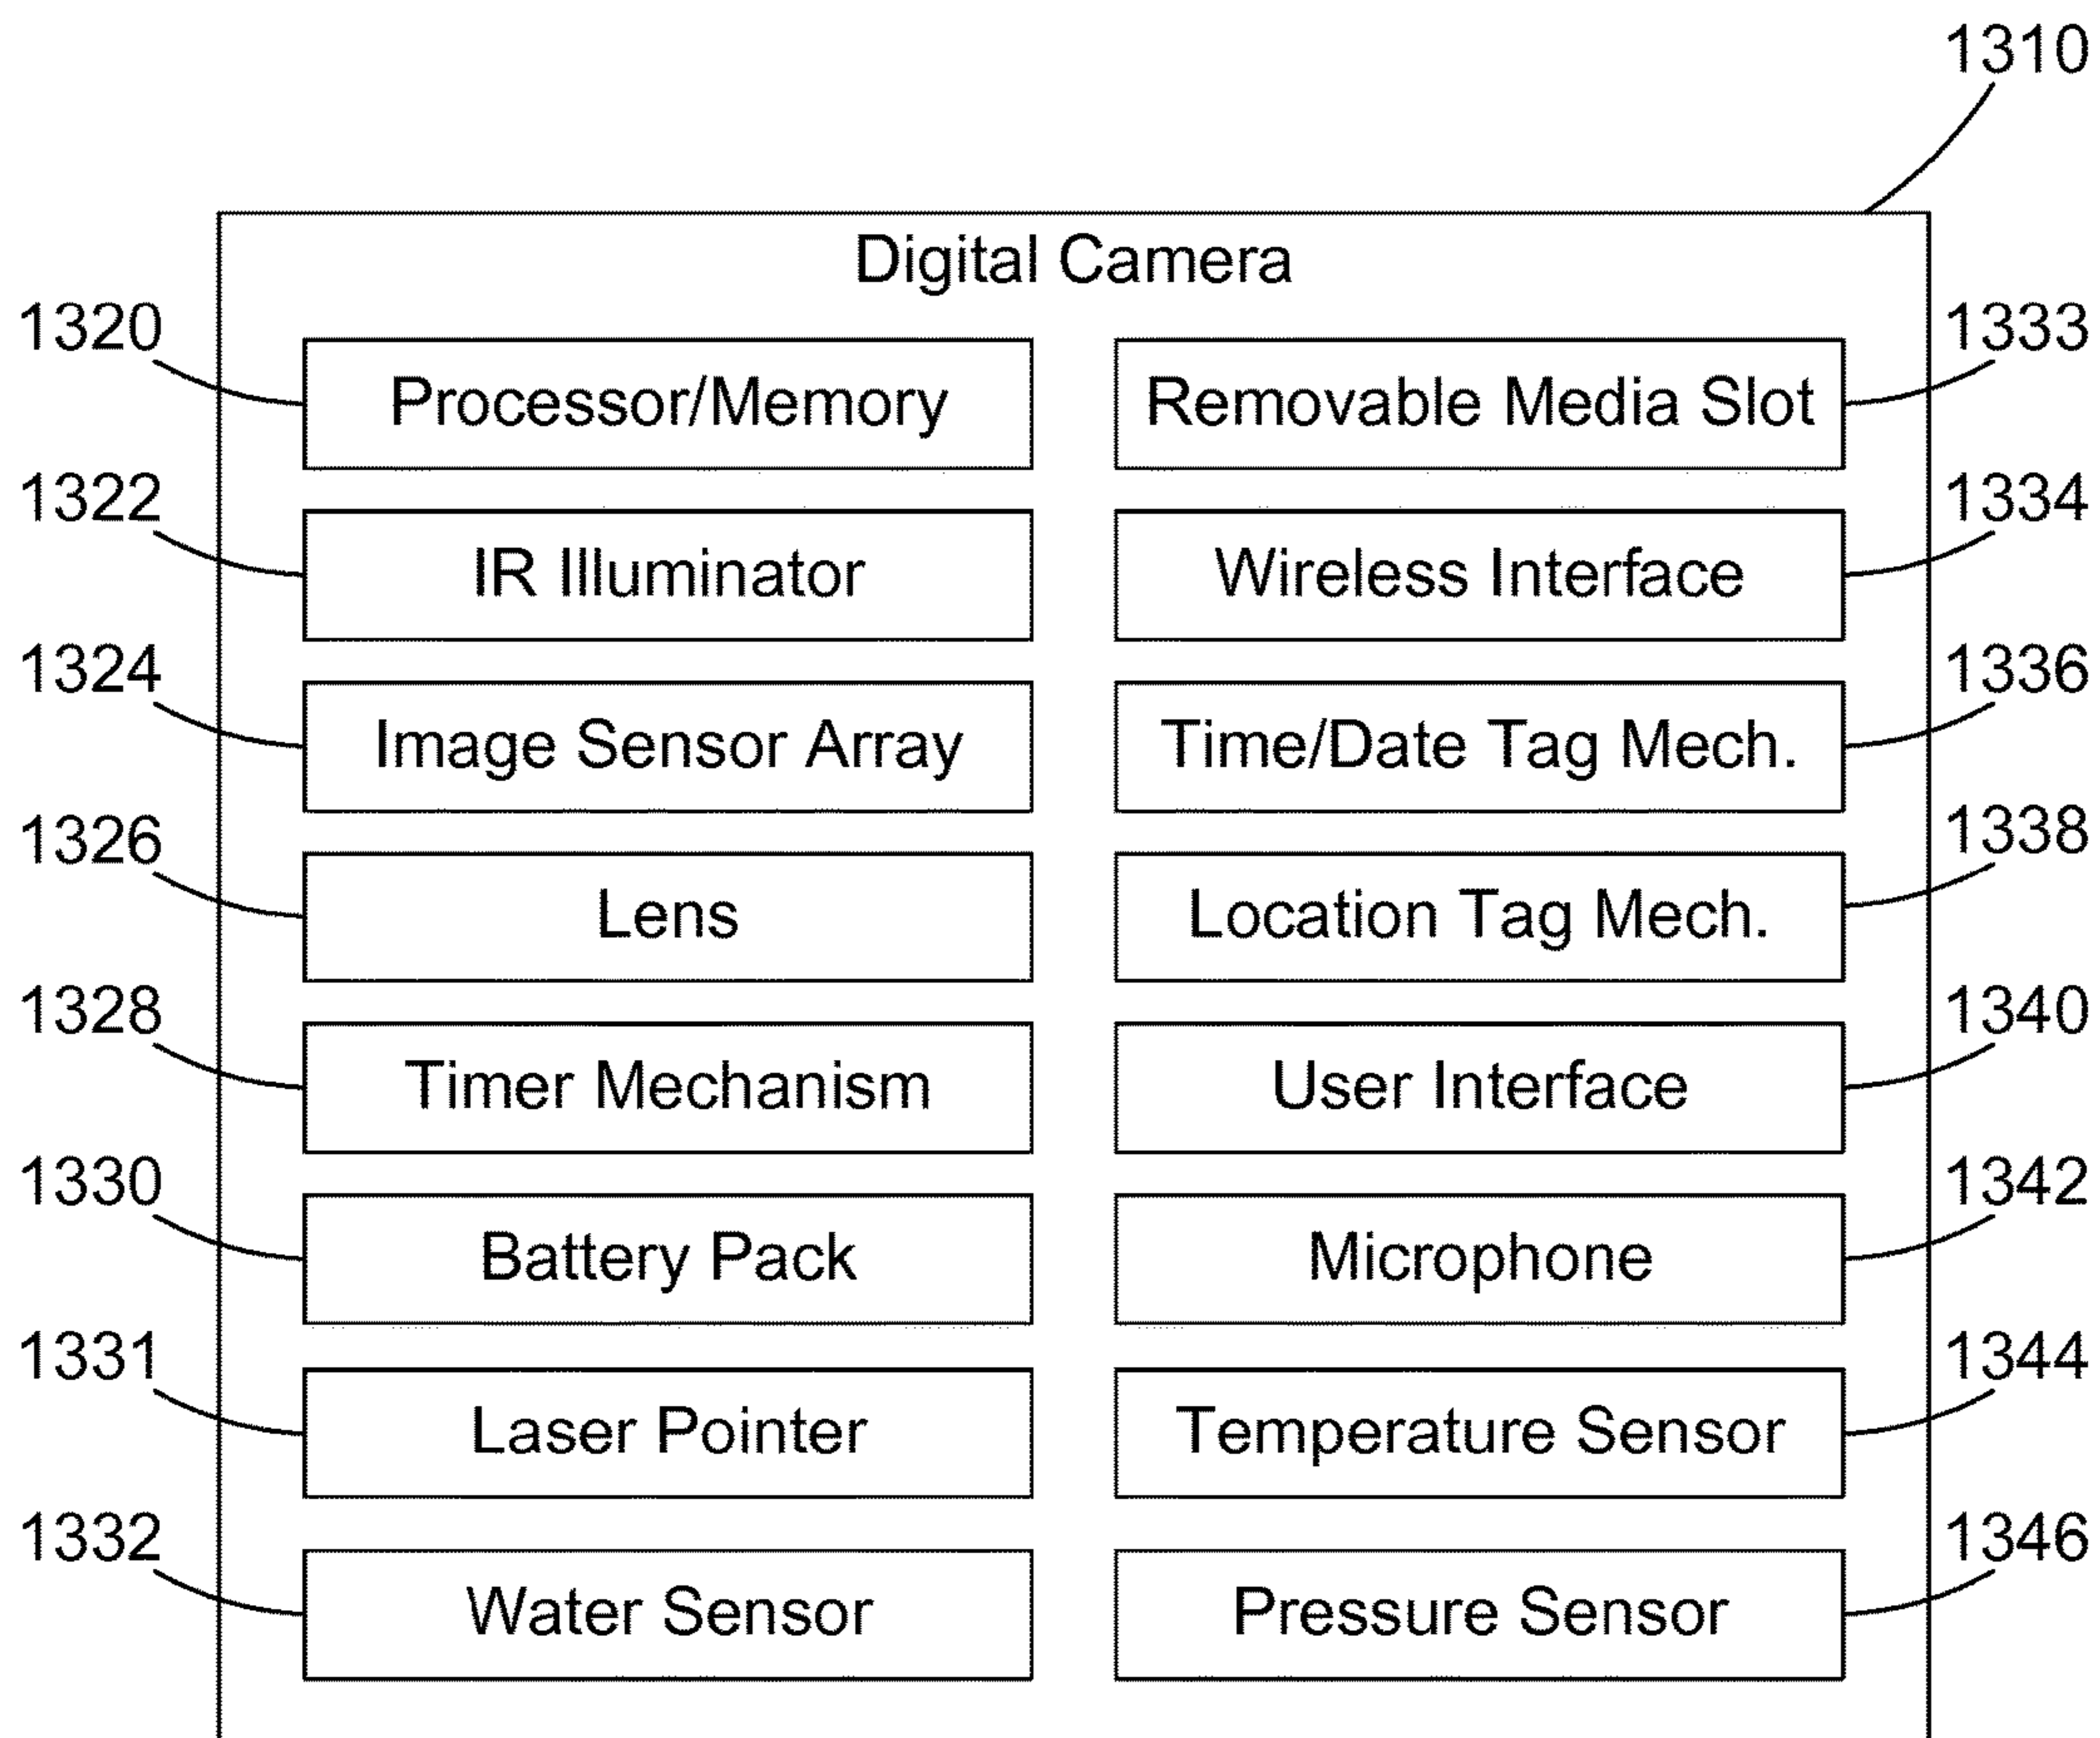 1310
Digital Camera
1320
Processor/Memory
Removable Media Slot
1333
1322
IR Illuminator
Wireless Interface
1334
1324
Image Sensor Array
Time/Date Tag Mech.
1336
1326
Lens
Location Tag Mech.
1338
1328
Timer Mechanism
User Interface
1340
1330
Battery Pack
Microphone
1342
1331
Laser Pointer
Temperature Sensor
1344
1332
Water Sensor
Pressure Sensor
1346